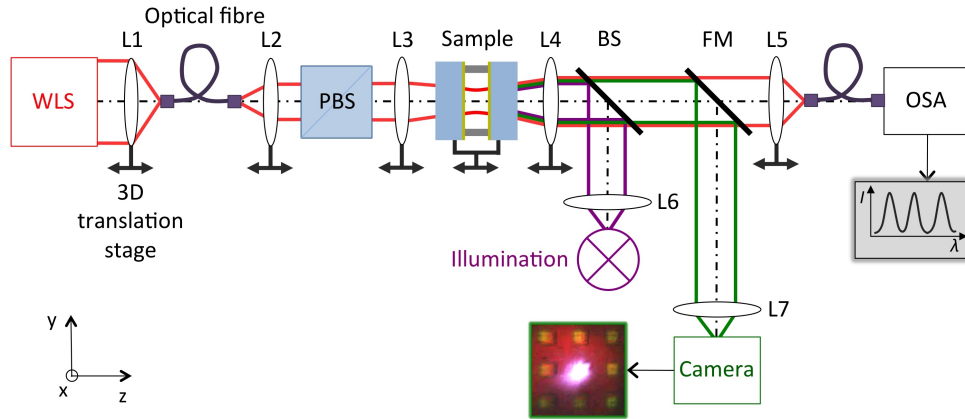 Optical fibre
L1
L2
L3
Sample
L4
BS
FM
L5
WLS
PBS
OSA
3D
translation
stage
L6
Illumination
I
λ
L7
Camera
y
x
z